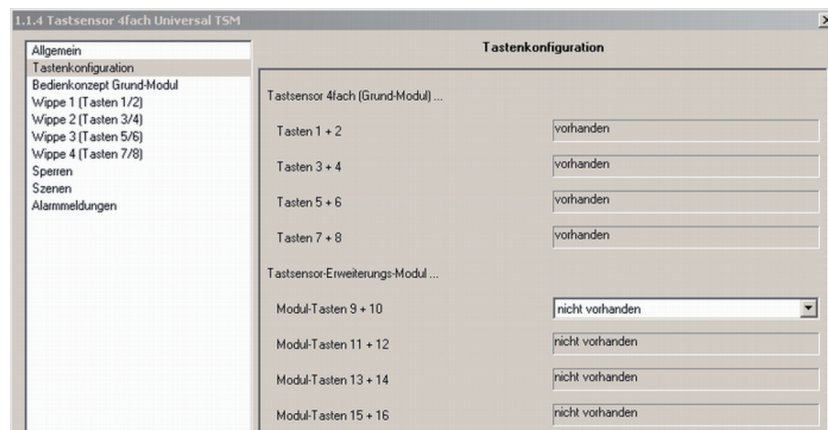 1.1.4 Tastsensor 4fach Universal TSM
Allgemein
Tastenkonfiguration
Bedienkonzept Grund-Modul
Wippe 1 (Tasten 1/2)
Wippe 2 (Tasten 3/4)
Wippe 3 (Tasten 5/6)
Wippe 4 (Tasten 7/8)
Sperren
Szenen
Alarmmeldungen
Tastenkonfiguration
Tastsensor 4fach (Grund-Modul) ...
Tasten 1 + 2 vorhanden
Tasten 3 + 4 vorhanden
Tasten 5 + 6 vorhanden
Tasten 7 + 8 vorhanden
Tastsensor-Erweiterungs-Modul ...
Modul-Tasten 9 + 10 nicht vorhanden
Modul-Tasten 11 + 12 nicht vorhanden
Modul-Tasten 13 + 14 nicht vorhanden
Modul-Tasten 15 + 16 nicht vorhanden